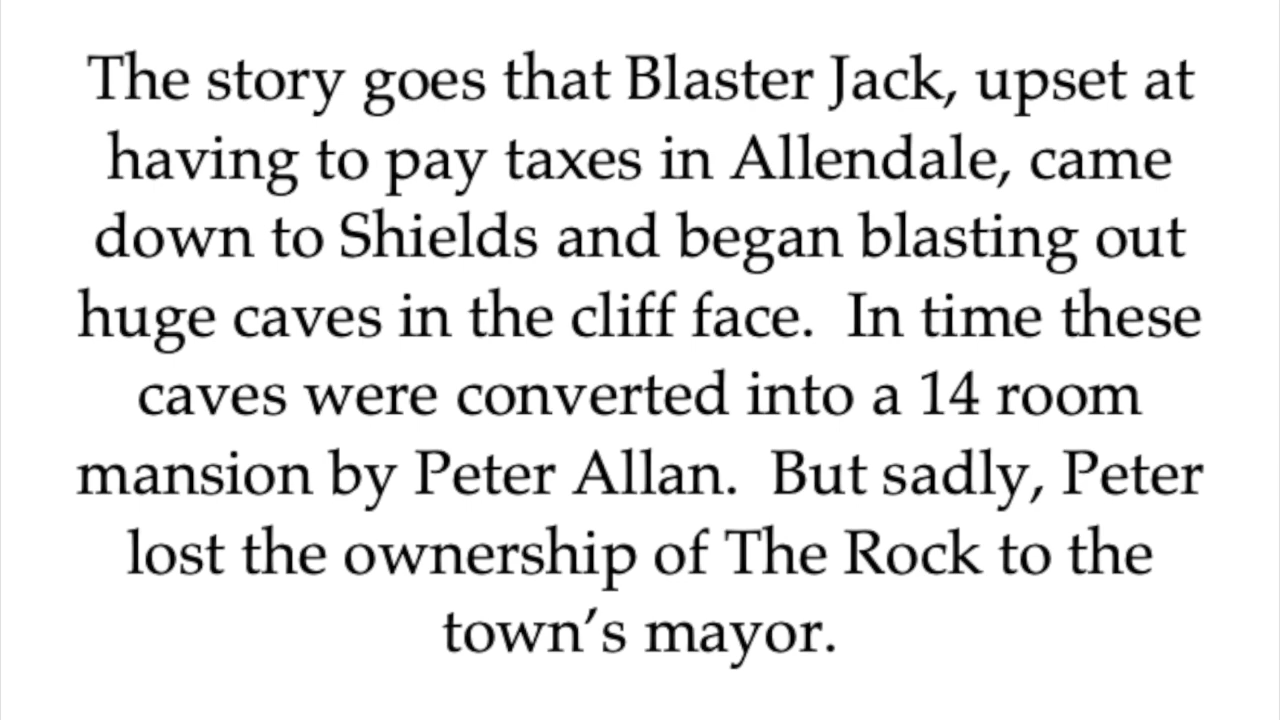 The story goes that Blaster Jack, upset at
having to pay taxes in Allendale, came
down to Shields and began blasting out
huge caves in the cliff face.  In time these
caves were converted into a 14 room
mansion by Peter Allan.  But sadly, Peter
lost the ownership of The Rock to the
town’s mayor.